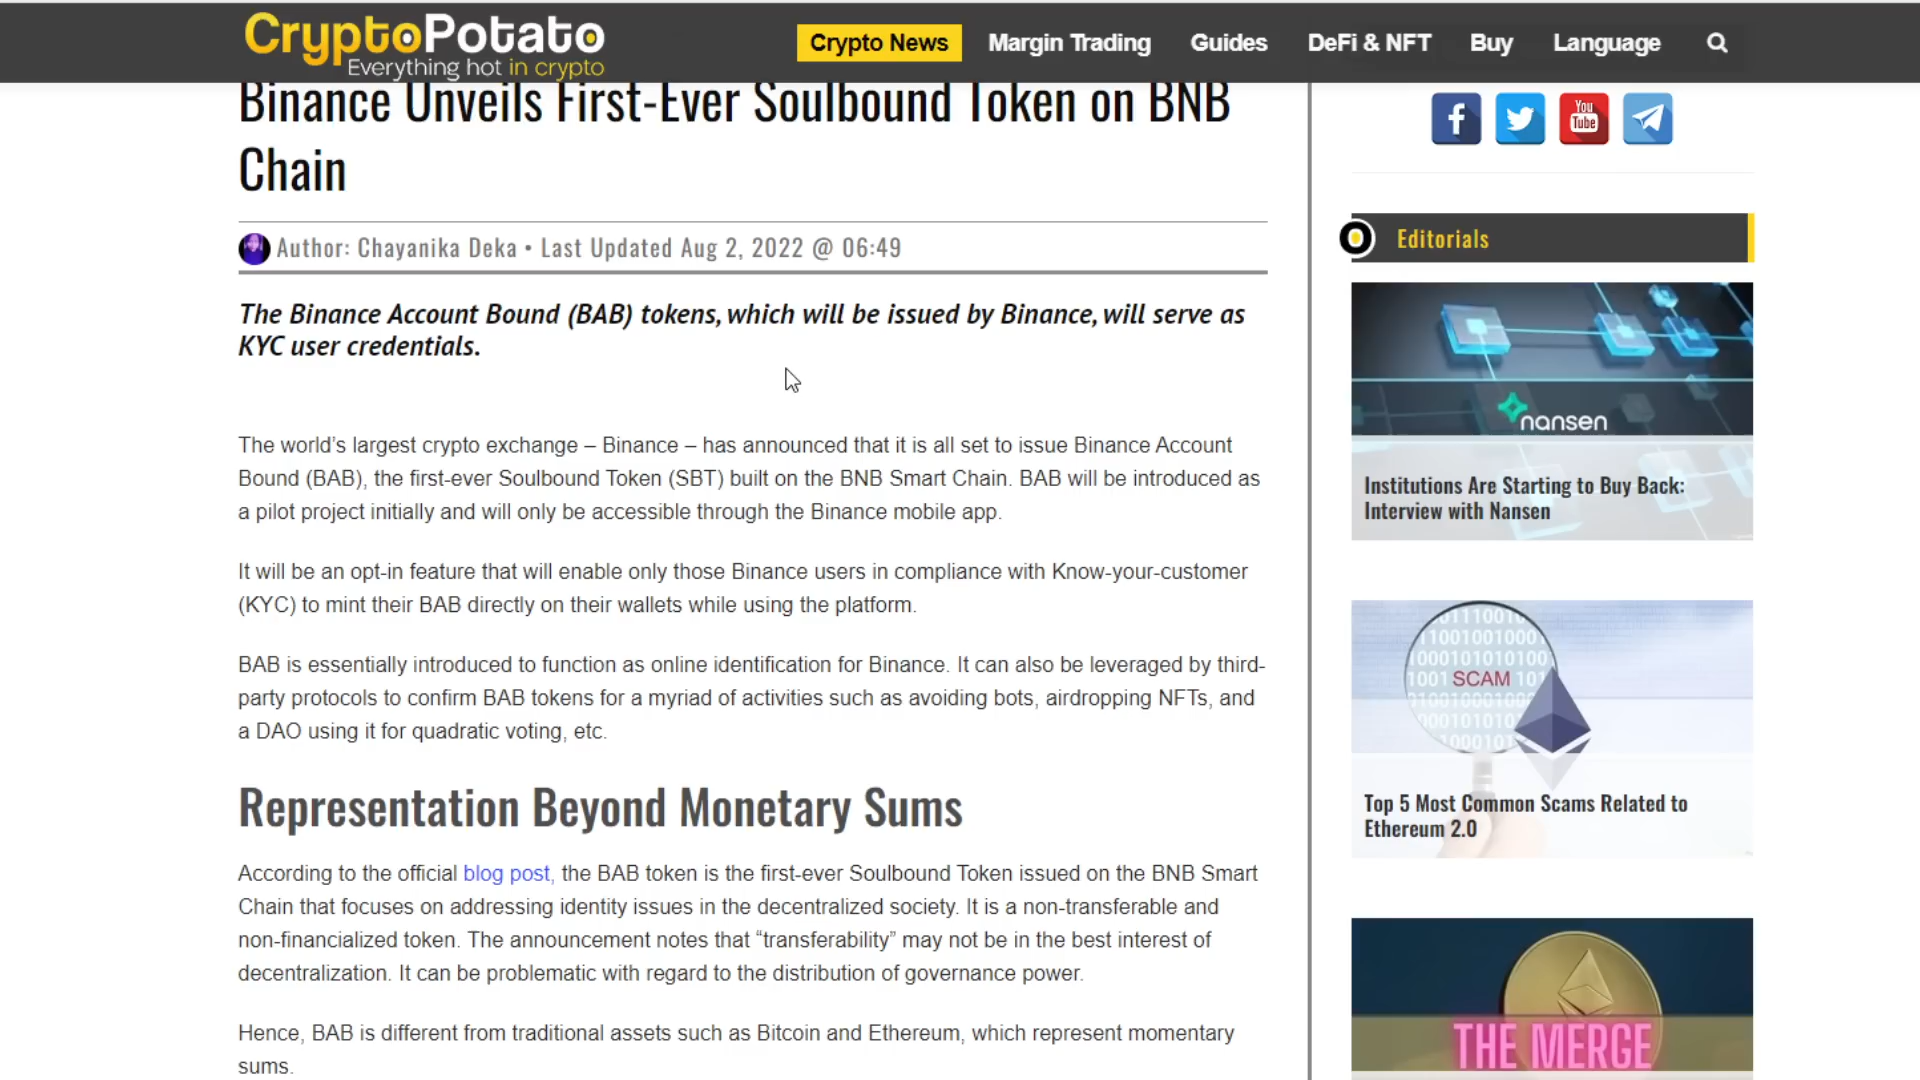 CryptoPotato
Everything hot in crypto
Crypto News
Margin Trading
Guides
DeFi & NFT
Buy
Language
Binance Unveils First-Ever Soulbound Token on BNB
Chain
Author: Chayanika Deka • Last Updated Aug 2, 2022 @ 06:49
The Binance Account Bound (BAB) tokens, which will be issued by Binance, will serve as
KYC user credentials.
The world's largest crypto exchange – Binance – has announced that it is all set to issue Binance Account
Bound (BAB), the first-ever Soulbound Token (SBT) built on the BNB Smart Chain. BAB will be introduced as
a pilot project initially and will only be accessible through the Binance mobile app.
It will be an opt-in feature that will enable only those Binance users in compliance with Know-your-customer
(KYC) to mint their BAB directly on their wallets while using the platform.
BAB is essentially introduced to function as online identification for Binance. It can also be leveraged by third-
party protocols to confirm BAB tokens for a myriad of activities such as avoiding bots, airdropping NFTs, and
a DAO using it for quadratic voting, etc.
Representation Beyond Monetary Sums
According to the official blog post, the BAB token is the first-ever Soulbound Token issued on the BNB Smart
Chain that focuses on addressing identity issues in the decentralized society. It is a non-transferable and
non-financialized token. The announcement notes that “transferability” may not be in the best interest of
decentralization. It can be problematic with regard to the distribution of governance power.
Hence, BAB is different from traditional assets such as Bitcoin and Ethereum, which represent momentary
sums.
You
Tube
Editorials
nansen
Institutions Are Starting to Buy Back:
Interview with Nansen
SCAM
Top 5 Most Common Scams Related to
Ethereum 2.0
THE MERGE